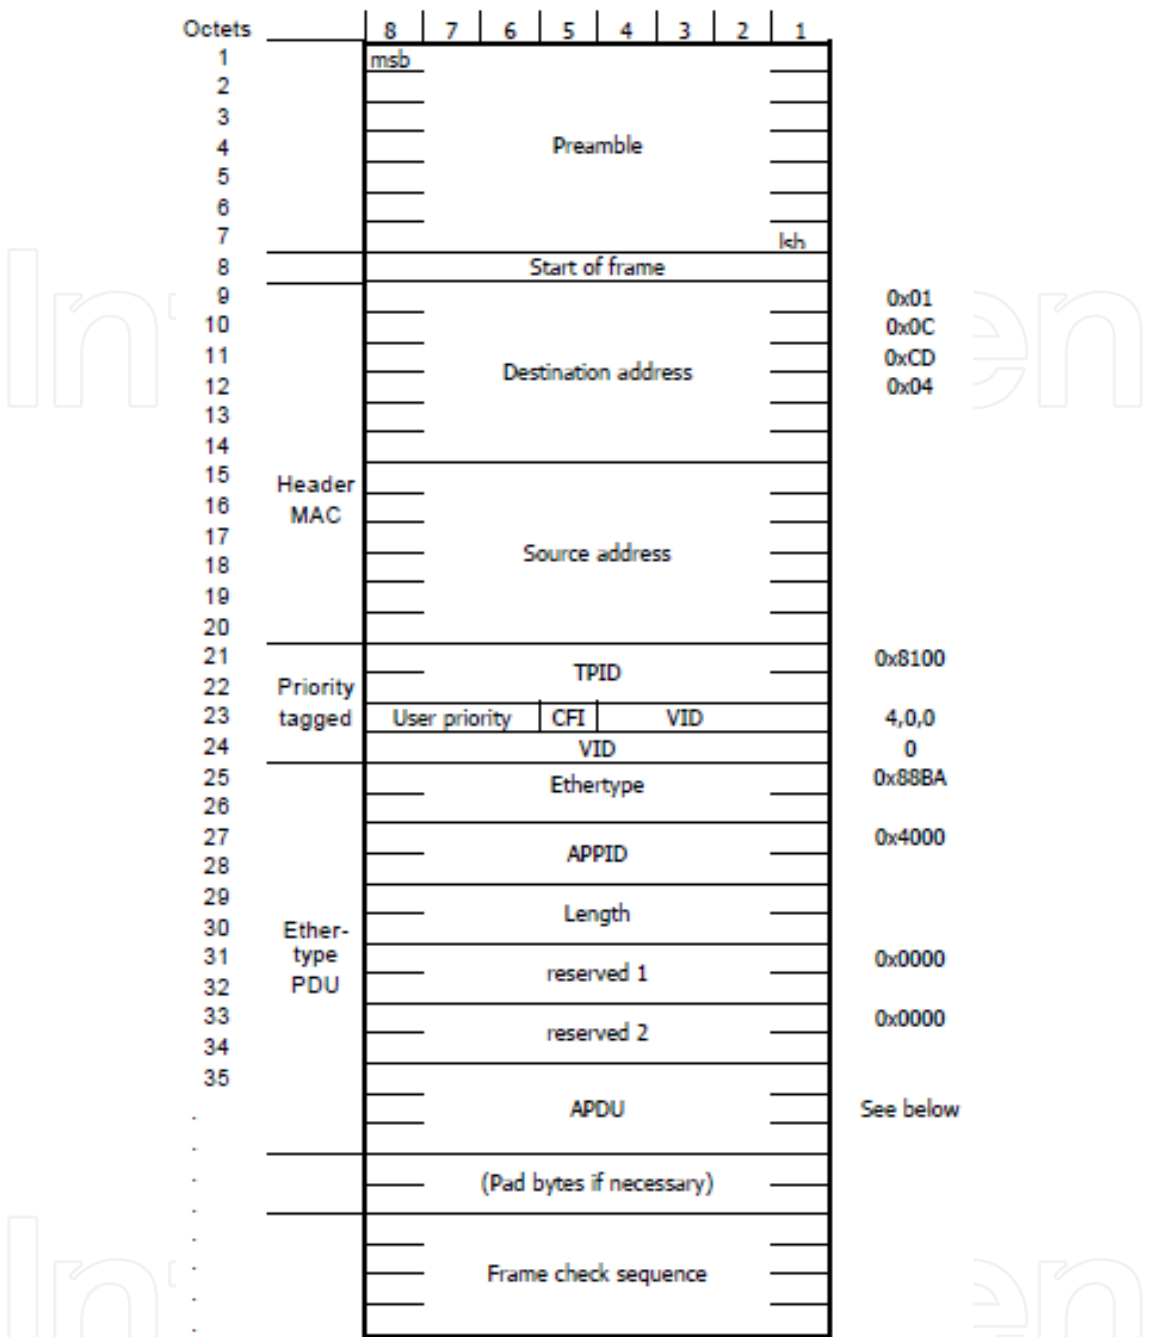 Octets 8 7 6 5 4 3 2 1
1 msb
2
3
4 Preamble
5
6
7 lsb
8 Start of frame
9 0x01
10 0x0C
11 0xCD
12 Destination address 0x04
13
14
15
Header
16
MAC
17
18 Source address
19
20
21 0x8100
TPID
22 Priority
23 tagged User priority CFI VID 4,0,0
24 VID 0
25 Ethertype 0x88BA
26
27 0x4000
APPID
28
29
Length
30 Ether-
31 type 0x0000
reserved 1
32 PDU
33 0x0000
reserved 2
34
35
APDU See below
(Pad bytes if necessary)
Frame check sequence